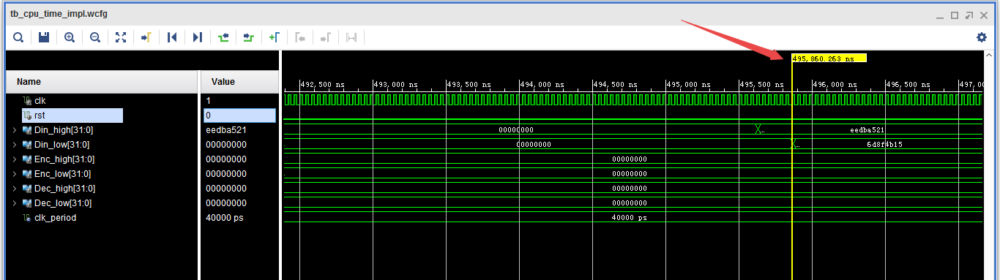 tb_cpu_time_impl.wcfg
495,860.263 ns
Name Value
492,500 ns 493,000 ns 493,500 ns 494,000 ns 494,500 ns 495,000 ns 495,500 ns 496,000 ns 496,500 ns 497,0
clk 1
rst 0
Din_high[31:0] eedba521 00000000 ... eedba521
Din_low[31:0] 00000000 00000000 ... 6d8f4b15
Enc_high[31:0] 00000000 00000000
Enc_low[31:0] 00000000 00000000
Dec_high[31:0] 00000000 00000000
Dec_low[31:0] 00000000 00000000
clk_period 40000 ps 40000 ps